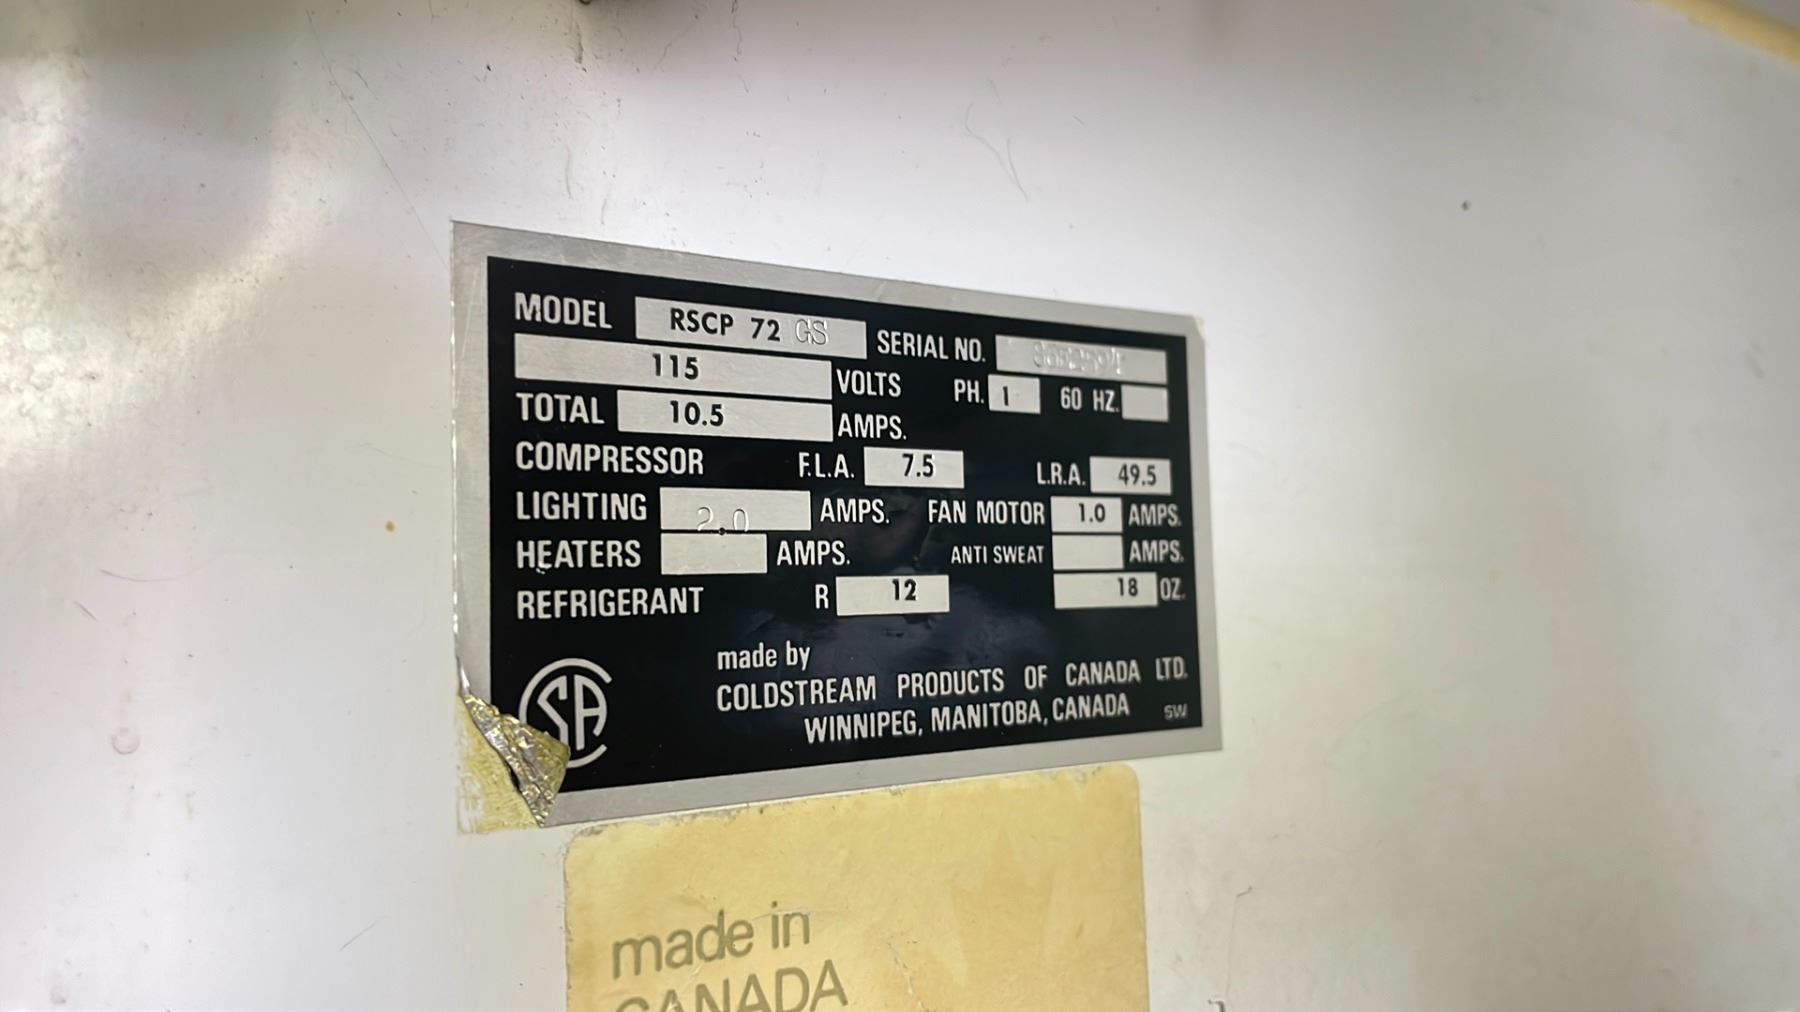 MODEL RSCP 72 GS SERIAL NO.
115 VOLTS PH. 1 60 HZ.
TOTAL 10.5 AMPS.
COMPRESSOR F.L.A. 7.5 L.R.A. 49.5
LIGHTING 2.0 AMPS. FAN MOTOR 1.0 AMPS.
HEATERS AMPS. ANTI SWEAT AMPS.
REFRIGERANT R 12 18 OZ.
made by
COLDSTREAM PRODUCTS OF CANADA LTD.
WINNIPEG, MANITOBA, CANADA SW
SA
made in
CANADA